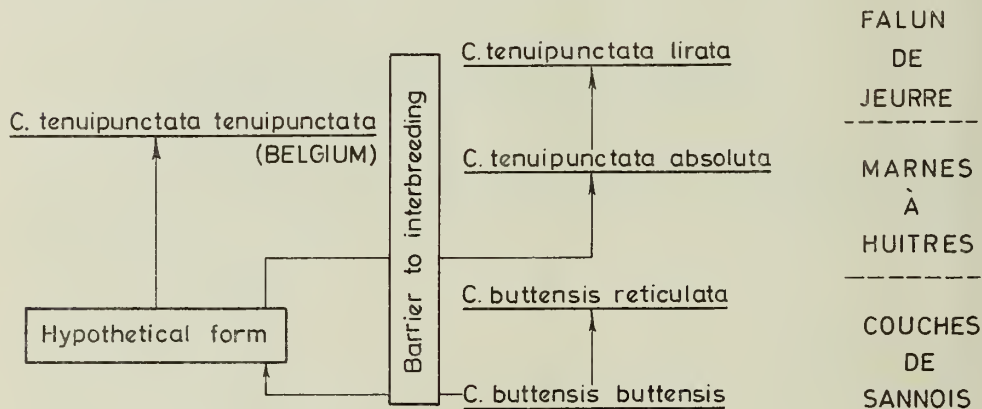 C. tenuipunctata tenuipunctata
(BELGIUM)
Hypothetical form
Barrier to interbreeding
C. tenuipunctata lirata
C. tenuipunctata absoluta
C. buttensis reticulata
C. buttensis buttensis
FALUN
DE
JEURRE
MARNES
À
HUITRES
COUCHES
DE
SANNOIS